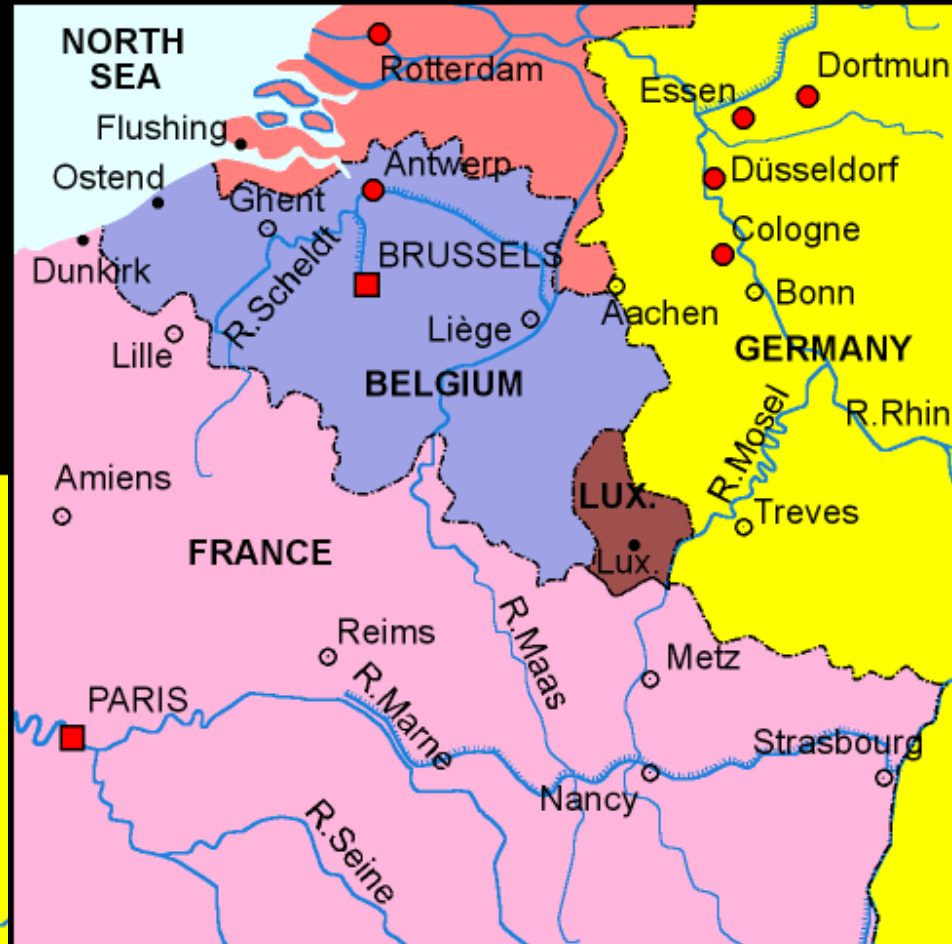 NORTH
SEA
Rotterdam
Dortmun
Essen
Flushing
Ostend
Antwerp
Düsseldorf
Ghent
Cologne
Dunkirk
R.Scheldt
BRUSSELS
Aachen
Bonn
Lille
Liège
GERMANY
BELGIUM
R.Mosel
R.Rhin
Amiens
LUX.
Treves
FRANCE
Lux.
Reims
R.Maas
Metz
PARIS
R.Marne
Strasbourg
Nancy
R.Seine